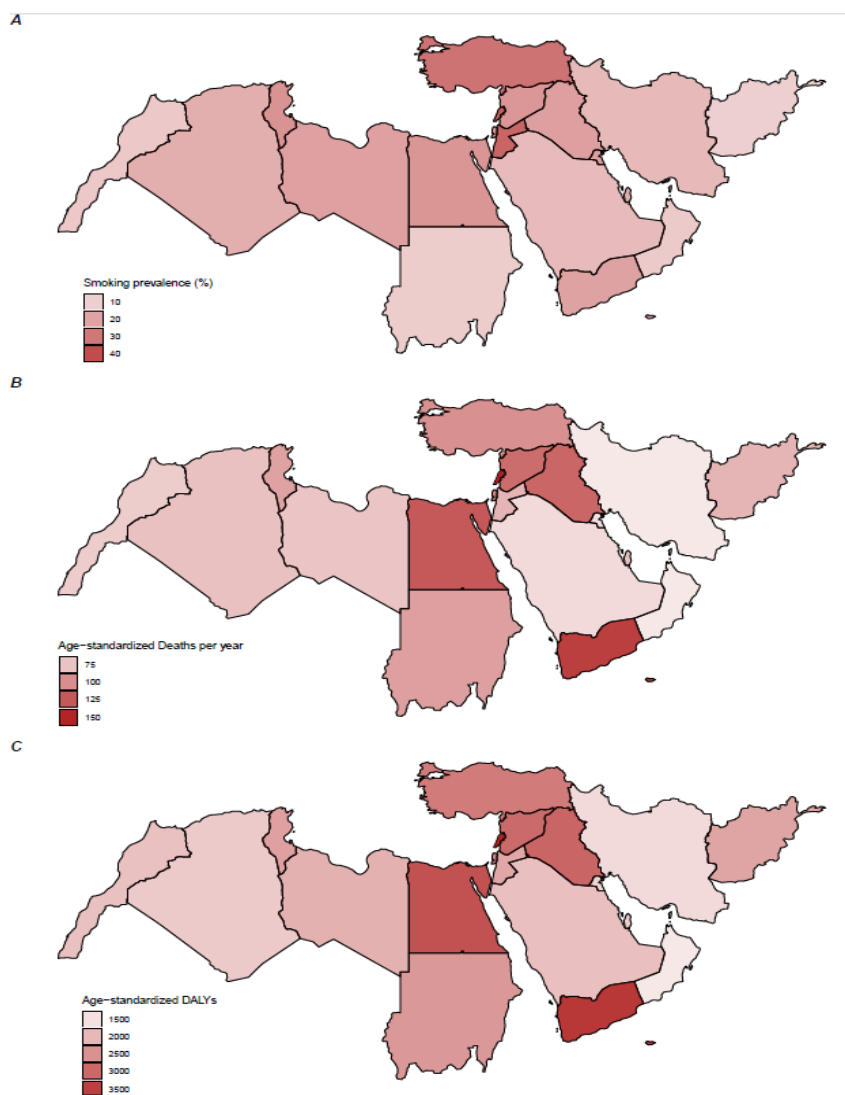 A
Smoking prevalence (%)
10
20
30
40
B
Age-standardized Deaths per year
75
100
125
150
C
Age-standardized DALYs
1500
2000
2500
3000
3500